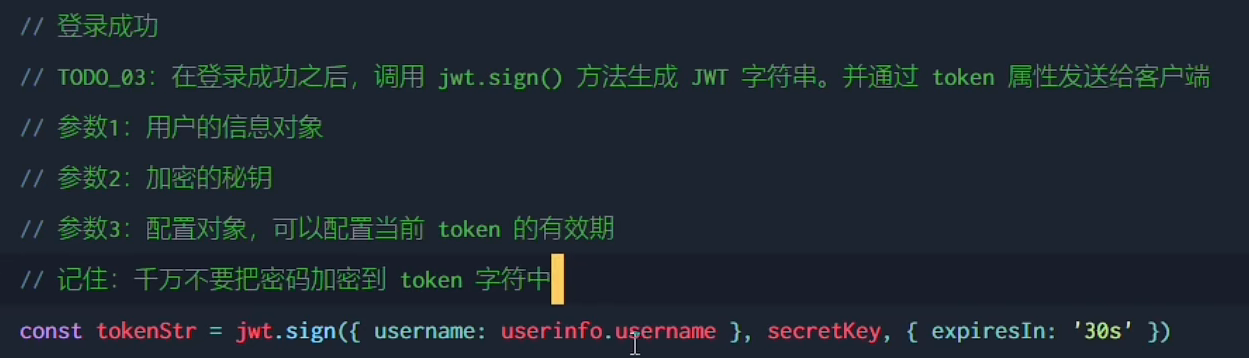 // 登录成功
// TODO_03：在登录成功之后，调用 jwt.sign() 方法生成 JWT 字符串。并通过 token 属性发送给客户端
// 参数1：用户的信息对象
// 参数2：加密的秘钥
// 参数3：配置对象，可以配置当前 token 的有效期
// 记住：千万不要把密码加密到 token 字符中
const tokenStr = jwt.sign({ username: userinfo.username }, secretKey, { expiresIn: '30s' })